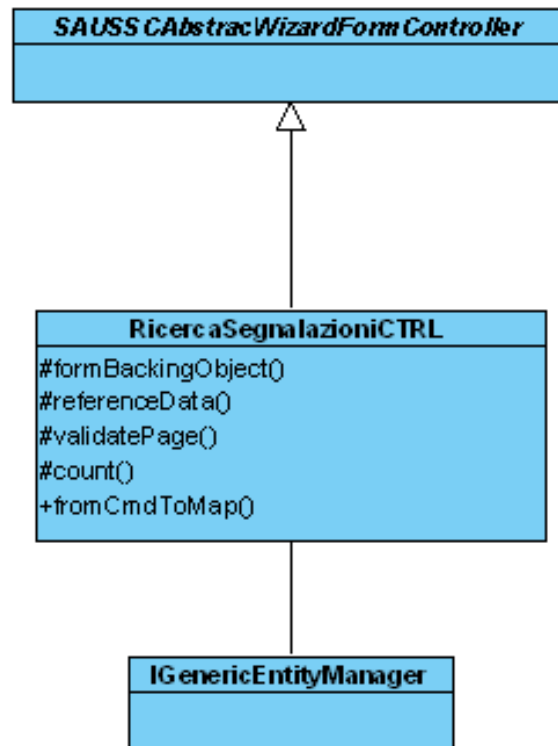 SAUSSCAbstracWizardFormController
RicercaSegnalazioniCTRL
#formBackingObject()
#referenceData()
#validatePage()
#count()
+fromCmdToMap()
IGenericEntityManager